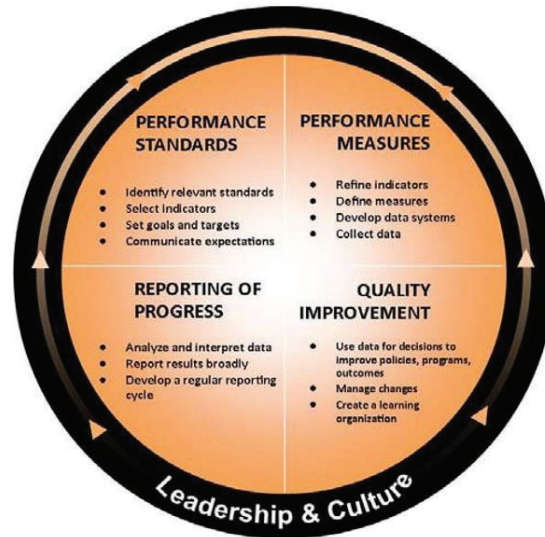 PERFORMANCE
STANDARDS
• Identify relevant standards
• Select indicators
• Set goals and targets
• Communicate expectations
PERFORMANCE
MEASURES
• Refine indicators
• Define measures
• Develop data systems
• Collect data
REPORTING OF
PROGRESS
• Analyze and interpret data
• Report results broadly
• Develop a regular reporting
cycle
QUALITY
IMPROVEMENT
• Use data for decisions to
improve policies, programs,
outcomes
• Manage changes
• Create a learning
organization
Leadership & Culture